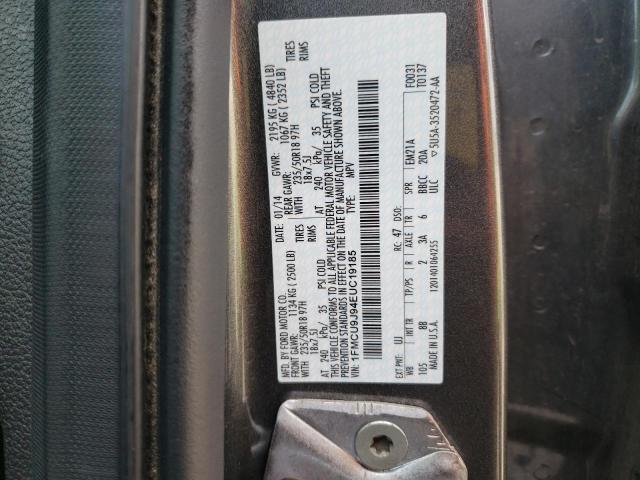 MFD. BY FORD MOTOR CO.
DATE: 01/14 GVWR: 2195 KG ( 4840 LB)
FRONT GAWR: 1134 KG ( 2500 LB) REAR GAWR: 1067 KG ( 2352 LB)
WITH 235/50R18 97H TIRES WITH 235/50R18 97H TIRES
18x7.5J RIMS 18x7.5J RIMS
AT 240 kPa/ 35 PSI COLD AT 240 kPa/ 35 PSI COLD
THIS VEHICLE CONFORMS TO ALL APPLICABLE FEDERAL MOTOR VEHICLE SAFETY AND THEFT
PREVENTION STANDARDS IN EFFECT ON THE DATE OF MANUFACTURE SHOWN ABOVE.
VIN: 1FMCU9J94EUC19185 TYPE: MPV
EXT PNT: UJ RC: 47 DSO: F0031
WB INT TR TP/PS R AXLE TR SPR EM21A T0137
105 8B 2 3A 6 BBCC 20A
MADE IN U.S.A. 120140106425S ULC ▽5U5A-3520472-AA